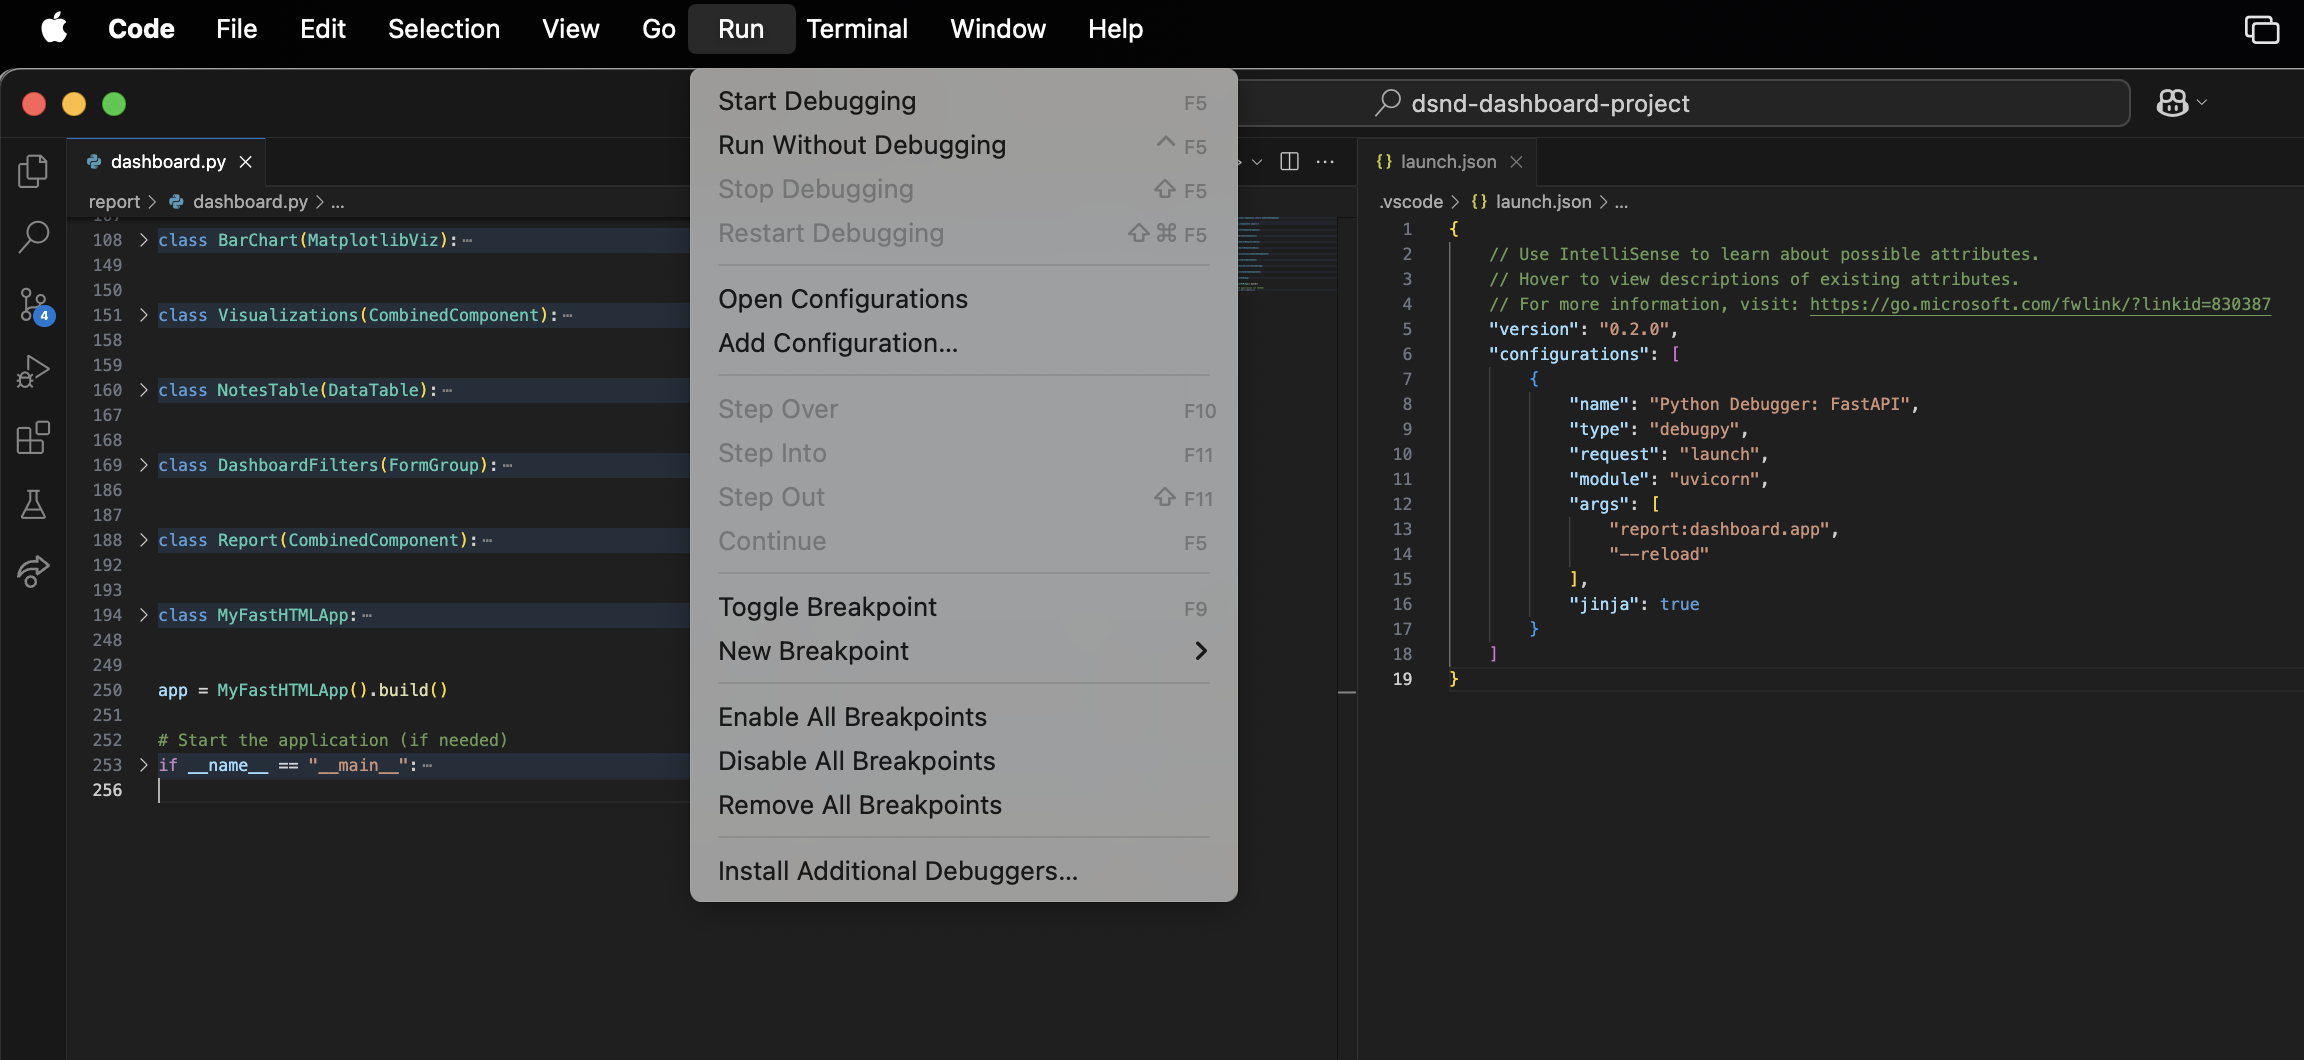 Code File Edit Selection View Go Run Terminal Window Help
dsnd-dashboard-project
dashboard.py
report > dashboard.py > ...
108 class BarChart(MatplotlibViz):
149
150
151 class Visualizations(CombinedComponent):
158
159
160 class NotesTable(DataTable):
167
168
169 class DashboardFilters(FormGroup):
186
187
188 class Report(CombinedComponent):
192
193
194 class MyFastHTMLApp:
248
249
250 app = MyFastHTMLApp().build()
251
252 # Start the application (if needed)
253 if __name__ == "__main__":
256
4
Start Debugging F5
Run Without Debugging ^ F5
Stop Debugging ⇧ F5
Restart Debugging ⇧ ⌘ F5
Open Configurations
Add Configuration...
Step Over F10
Step Into F11
Step Out ⇧ F11
Continue F5
Toggle Breakpoint F9
New Breakpoint >
Enable All Breakpoints
Disable All Breakpoints
Remove All Breakpoints
Install Additional Debuggers...
{} launch.json
.vscode > {} launch.json > ...
1 {
2 // Use IntelliSense to learn about possible attributes.
3 // Hover to view descriptions of existing attributes.
4 // For more information, visit: https://go.microsoft.com/fwlink/?linkid=830387
5 "version": "0.2.0",
6 "configurations": [
7 {
8 "name": "Python Debugger: FastAPI",
9 "type": "debugpy",
10 "request": "launch",
11 "module": "uvicorn",
12 "args": [
13 "report:dashboard.app",
14 "--reload"
15 ],
16 "jinja": true
17 }
18 ]
19 }